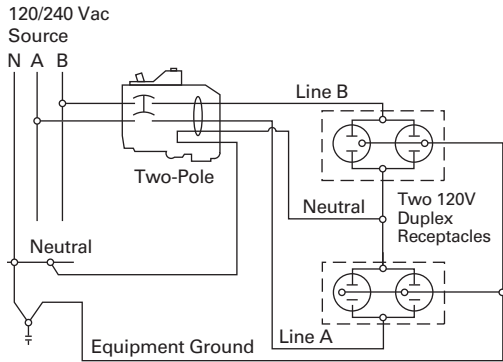 120/240 Vac
Source
N A B
Line B
Two-Pole
Neutral
Two 120V
Duplex
Receptacles
Neutral
Line A
Equipment Ground